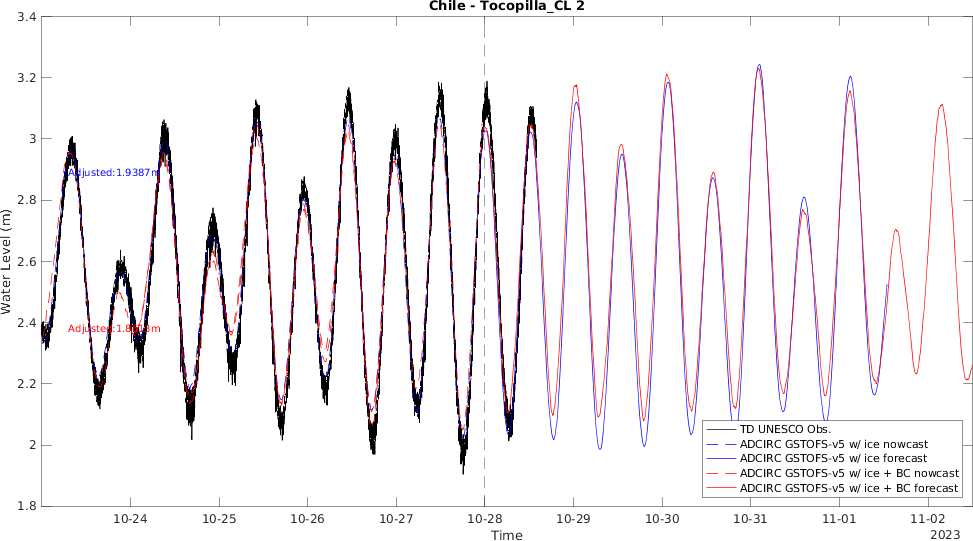 Chile - Tocopilla_CL 2
3.4
3.2
3
2.8
2.6
2.4
2.2
2
1.8
Water Level (m)
Adjusted:1.9387m
TD UNESCO Obs.
ADCIRC GSTOFS-v5 w/ ice nowcast
ADCIRC GSTOFS-v5 w/ ice forecast
ADCIRC GSTOFS-v5 w/ ice + BC nowcast
ADCIRC GSTOFS-v5 w/ ice + BC forecast
10-24 10-25 10-26 10-27 10-28 10-29 10-30 10-31 11-01 11-02
Time
2023